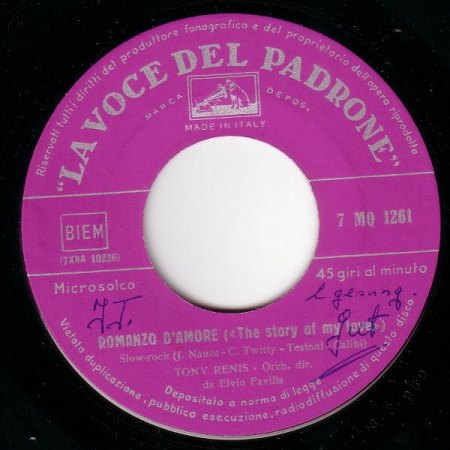 Riservati tutti i diritti del produttore fonografico e del proprietario dell'opera riprodotta
"LA VOCE DEL PADRONE"
MARCA DEPOS.
MADE IN ITALY
BIEM
7 MQ 1261
(7XRA 10236)
Microsolco
45 giri al minuto
ROMANZO D'AMORE («The story of my love»)
Slow-rock (J. Nance - C. Twitty - Testoni - Calibi)
TONY RENIS - Orch. dir.
da Elvio Favilla
Depositato a norma di legge
Vietata duplicazione, pubblica esecuzione, radiodiffusione di questo disco